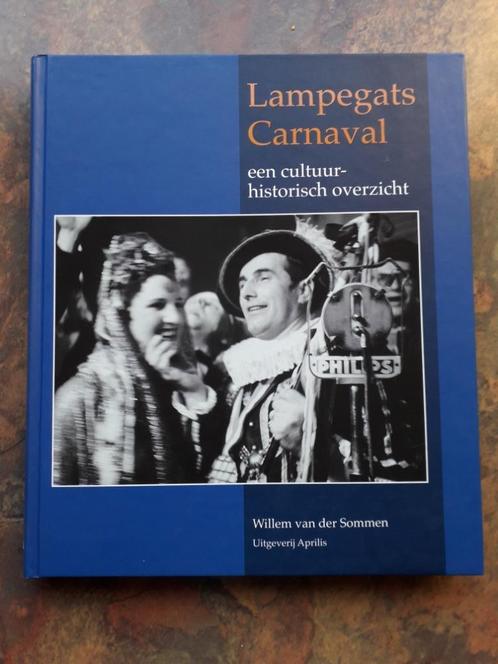 Lampegats
Carnaval
een cultuur-
historisch overzicht
PHILIPS
Willem van der Sommen
Uitgeverij Aprilis